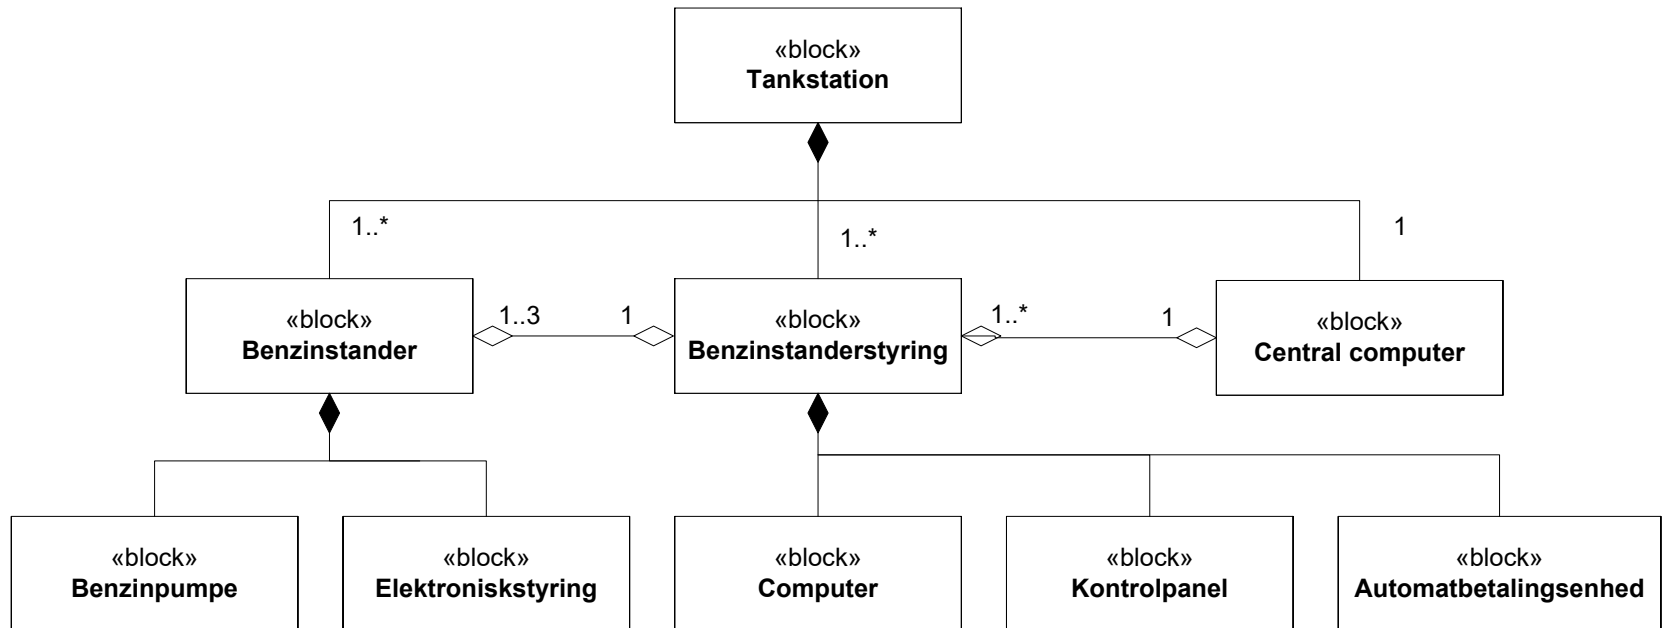 «block»
Tankstation
1..*
1..*
1
«block»
Benzinstander
1..3
1
«block»
Benzinstanderstyring
1..*
1
«block»
Central computer
«block»
Benzinpumpe
«block»
Elektroniskstyring
«block»
Computer
«block»
Kontrolpanel
«block»
Automatbetalingsenhed